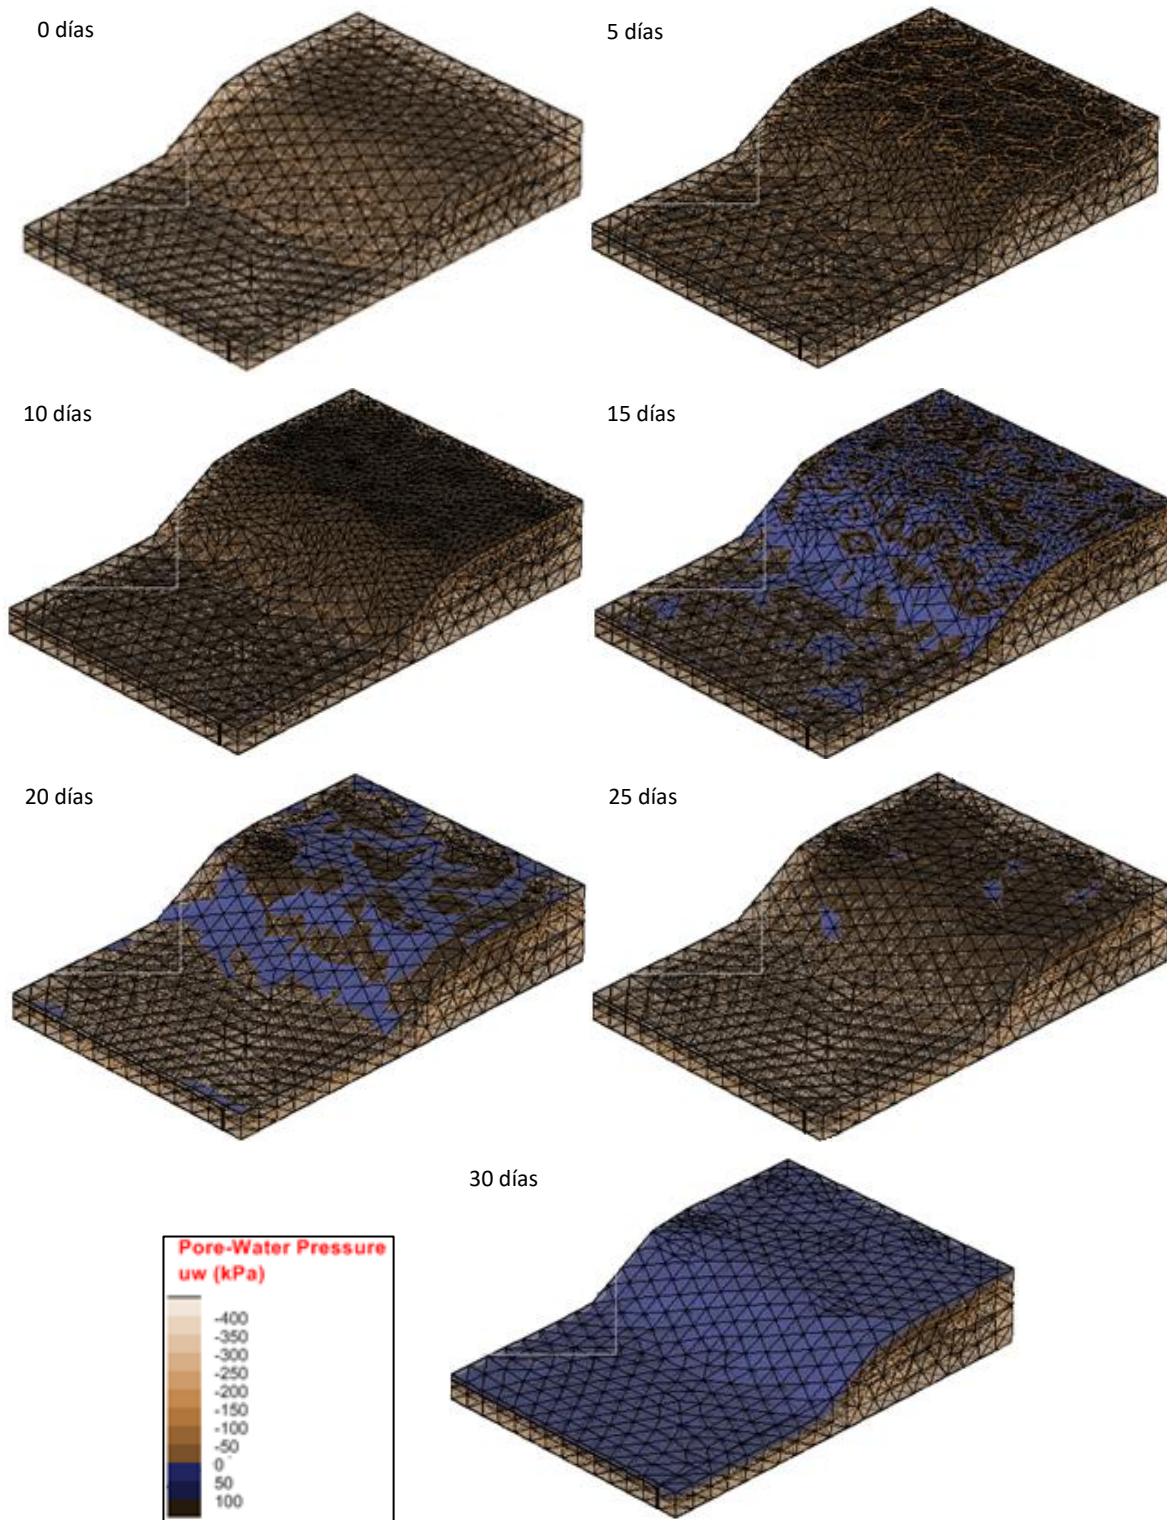 0 días
5 días
10 días
15 días
20 días
25 días
30 días
Pore-Water Pressure
uw (kPa)
-400
-350
-300
-250
-200
-150
-100
-50
0
50
100